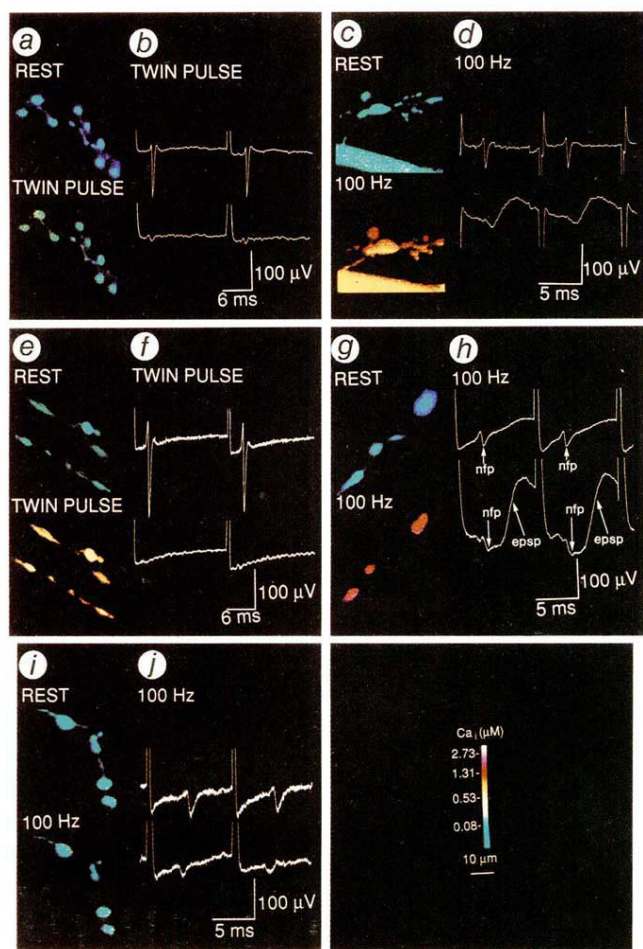 a
b
REST
TWIN PULSE
TWIN PULSE
100 µV
6 ms
c
d
REST
100 Hz
100 Hz
100 µV
5 ms
e
f
REST
TWIN PULSE
TWIN PULSE
100 µV
6 ms
g
h
REST
100 Hz
nfp
nfp
100 Hz
nfp
nfp
epsp
epsp
100 µV
5 ms
i
j
REST
100 Hz
100 Hz
100 µV
5 ms
Ca i (µM)
2.73-
1.31-
0.53-
0.08-
10 µm